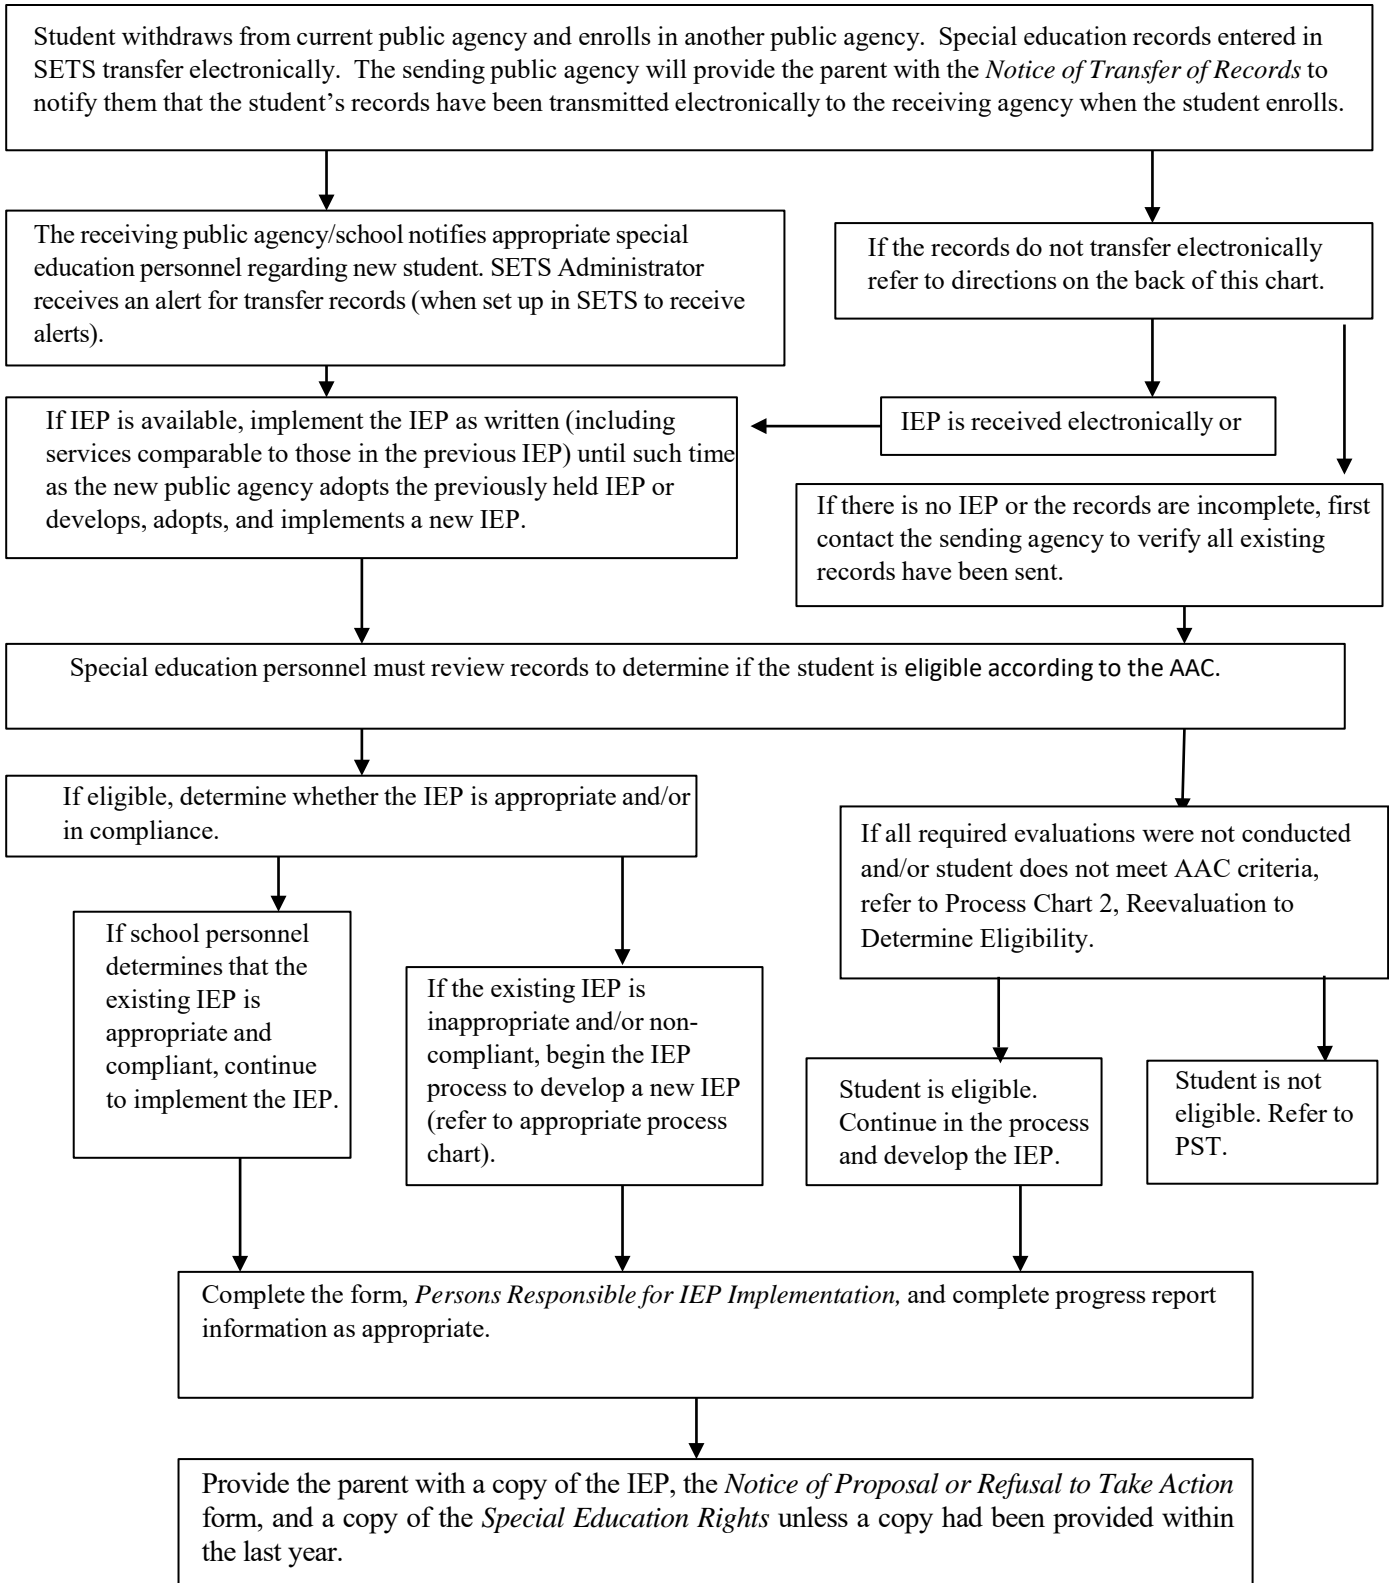 Student withdraws from current public agency and enrolls in another public agency.  Special education records entered in
SETS transfer electronically.  The sending public agency will provide the parent with the Notice of Transfer of Records to
notify them that the student’s records have been transmitted electronically to the receiving agency when the student enrolls.
The receiving public agency/school notifies appropriate special
education personnel regarding new student. SETS Administrator
receives an alert for transfer records (when set up in SETS to receive
alerts).
If the records do not transfer electronically
refer to directions on the back of this chart.
If IEP is available, implement the IEP as written (including
services comparable to those in the previous IEP) until such time
as the new public agency adopts the previously held IEP or
develops, adopts, and implements a new IEP.
IEP is received electronically or
If there is no IEP or the records are incomplete, first
contact the sending agency to verify all existing
records have been sent.
Special education personnel must review records to determine if the student is eligible according to the AAC.
If eligible, determine whether the IEP is appropriate and/or
in compliance.
If all required evaluations were not conducted
and/or student does not meet AAC criteria,
refer to Process Chart 2, Reevaluation to
Determine Eligibility.
If school personnel
determines that the
existing IEP is
appropriate and
compliant, continue
to implement the IEP.
If the existing IEP is
inappropriate and/or non-
compliant, begin the IEP
process to develop a new IEP
(refer to appropriate process
chart).
Student is eligible.
Continue in the process
and develop the IEP.
Student is not
eligible. Refer to
PST.
Complete the form, Persons Responsible for IEP Implementation, and complete progress report
information as appropriate.
Provide the parent with a copy of the IEP, the Notice of Proposal or Refusal to Take Action
form, and a copy of the Special Education Rights unless a copy had been provided within
the last year.